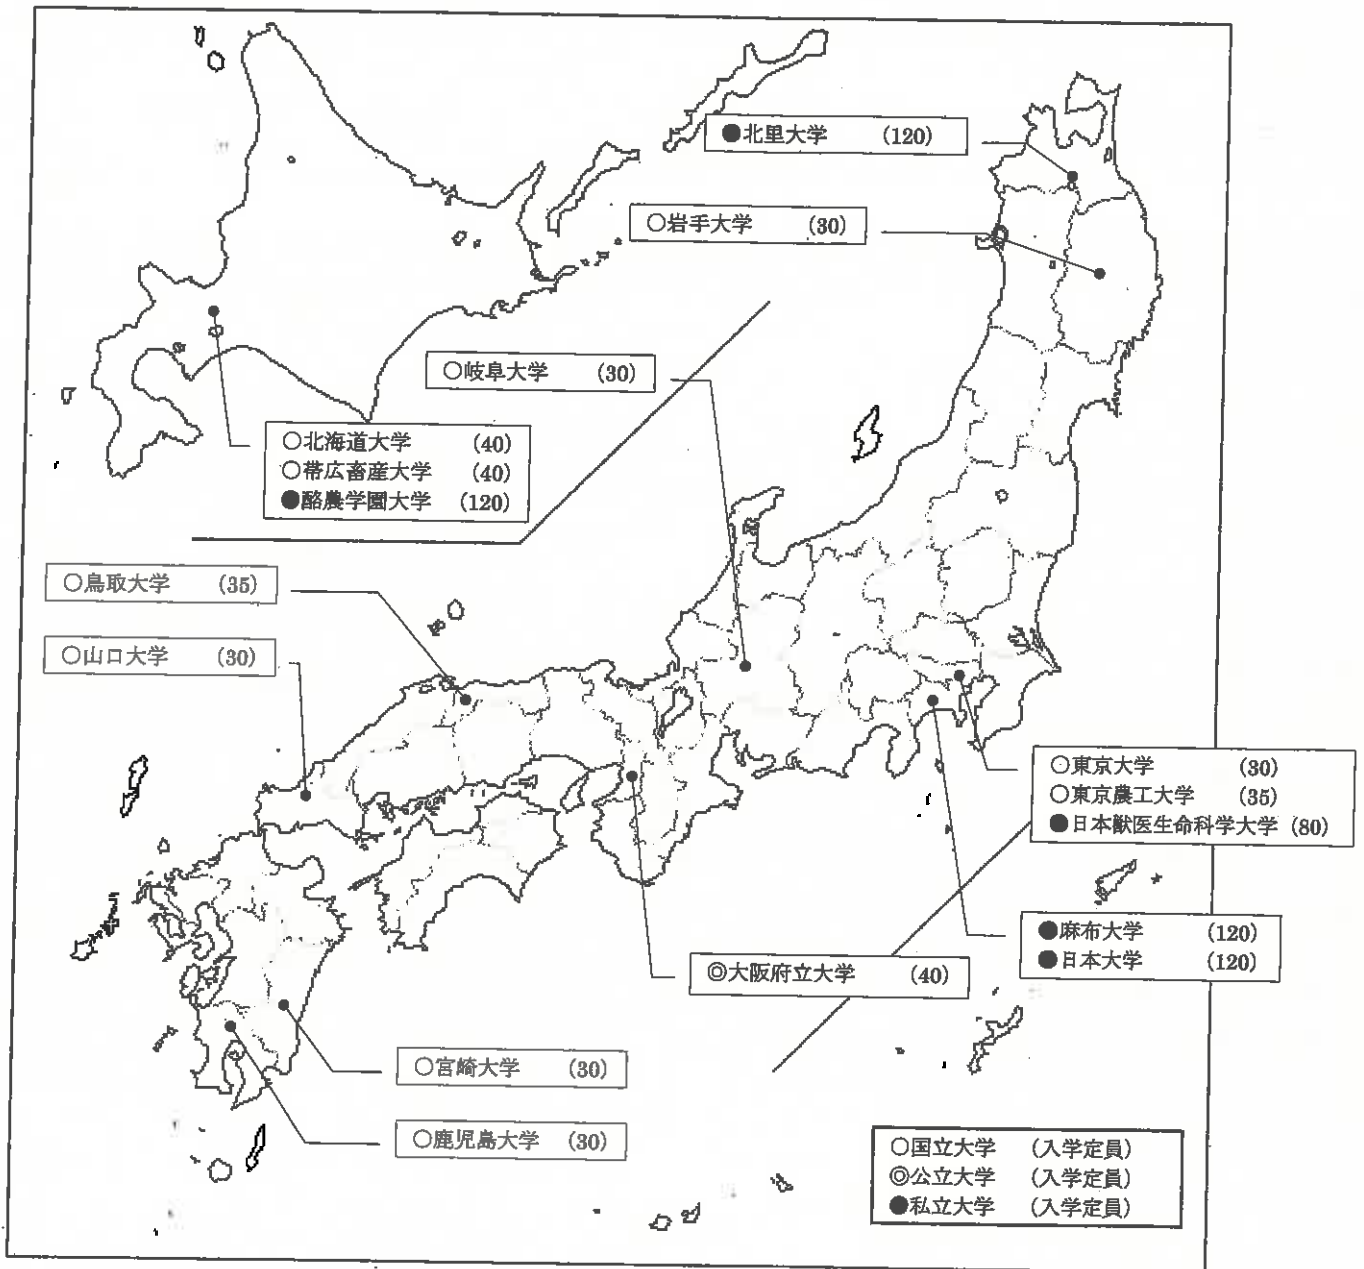 ●北里大学 (120)
○岩手大学 (30)
○岐阜大学 (30)
○北海道大学 (40)
○帯広畜産大学 (40)
●酪農学園大学 (120)
○鳥取大学 (35)
○山口大学 (30)
○東京大学 (30)
○東京農工大学 (35)
●日本獣医生命科学大学 (80)
●麻布大学 (120)
●日本大学 (120)
◎大阪府立大学 (40)
○宮崎大学 (30)
○鹿児島大学 (30)
○国立大学 (入学定員)
◎公立大学 (入学定員)
●私立大学 (入学定員)